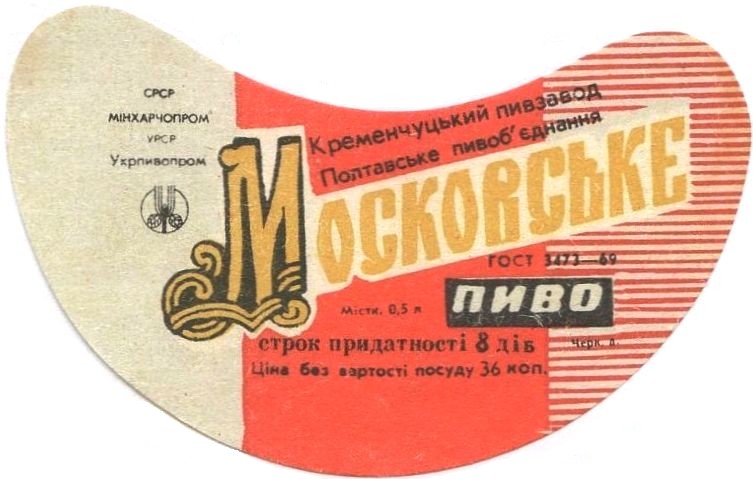 СРСР
МІНХАРЧОПРОМ
УРСР
Укрпивопром
Кременчуцький пивзавод
Полтавське пивоб'єднання
Московське
ГОСТ 3473—69
ПИВО
Містк. 0,5 л
строк придатності 8 діб
Черк. д.
Ціна без вартості посуду 36 коп.